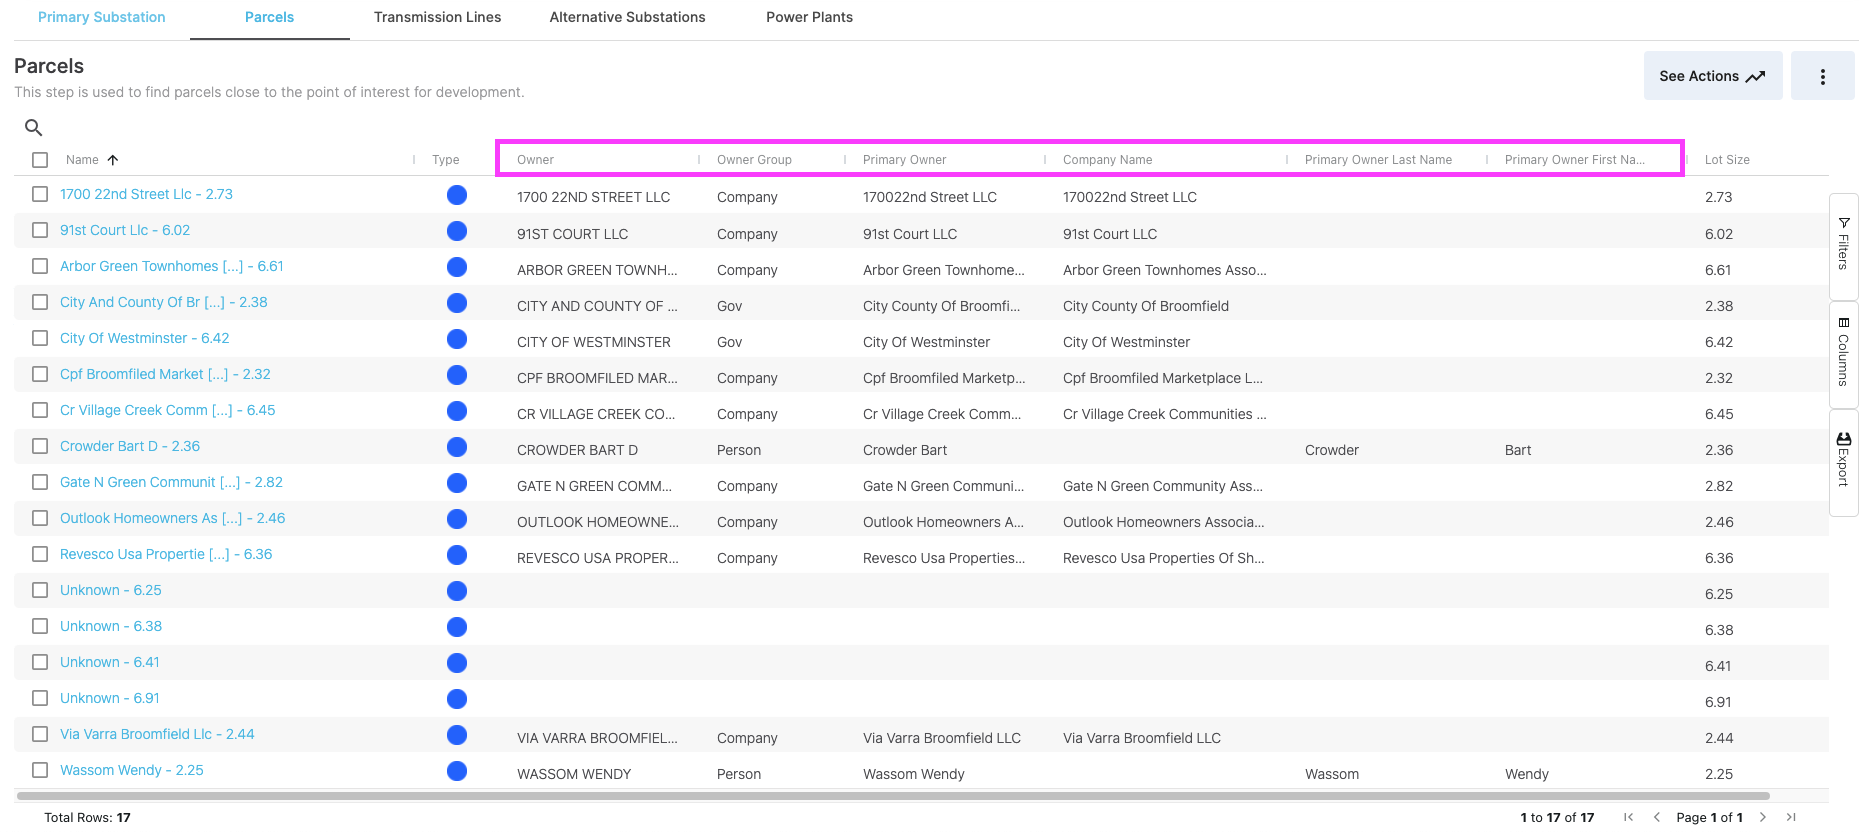 Primary Substation Parcels Transmission Lines Alternative Substations Power Plants
Parcels
This step is used to find parcels close to the point of interest for development.
See Actions
Name Type Owner Owner Group Primary Owner Company Name Primary Owner Last Name Primary Owner First Na... Lot Size
1700 22nd Street Llc - 2.73 1700 22ND STREET LLC Company 170022nd Street LLC 170022nd Street LLC 2.73
91st Court Llc - 6.02 91ST COURT LLC Company 91st Court LLC 91st Court LLC 6.02
Arbor Green Townhomes [...] - 6.61 ARBOR GREEN TOWNH... Company Arbor Green Townhome... Arbor Green Townhomes Asso... 6.61
City And County Of Br [...] - 2.38 CITY AND COUNTY OF ... Gov City County Of Broomfi... City County Of Broomfield 2.38
City Of Westminster - 6.42 CITY OF WESTMINSTER Gov City Of Westminster City Of Westminster 6.42
Cpf Broomfiled Market [...] - 2.32 CPF BROOMFILED MAR... Company Cpf Broomfiled Marketp... Cpf Broomfiled Marketplace L... 2.32
Cr Village Creek Comm [...] - 6.45 CR VILLAGE CREEK CO... Company Cr Village Creek Comm... Cr Village Creek Communities ... 6.45
Crowder Bart D - 2.36 CROWDER BART D Person Crowder Bart Crowder Bart 2.36
Gate N Green Communit [...] - 2.82 GATE N GREEN COMM... Company Gate N Green Communi... Gate N Green Community Ass... 2.82
Outlook Homeowners As [...] - 2.46 OUTLOOK HOMEOWNE... Company Outlook Homeowners A... Outlook Homeowners Associa... 2.46
Revesco Usa Propertie [...] - 6.36 REVESCO USA PROPER... Company Revesco Usa Properties... Revesco Usa Properties Of Sh... 6.36
Unknown - 6.25 6.25
Unknown - 6.38 6.38
Unknown - 6.41 6.41
Unknown - 6.91 6.91
Via Varra Broomfield Llc - 2.44 VIA VARRA BROOMFIEL... Company Via Varra Broomfield LLC Via Varra Broomfield LLC 2.44
Wassom Wendy - 2.25 WASSOM WENDY Person Wassom Wendy Wassom Wendy 2.25
Filters
Columns
Export
Total Rows: 17 1 to 17 of 17 Page 1 of 1